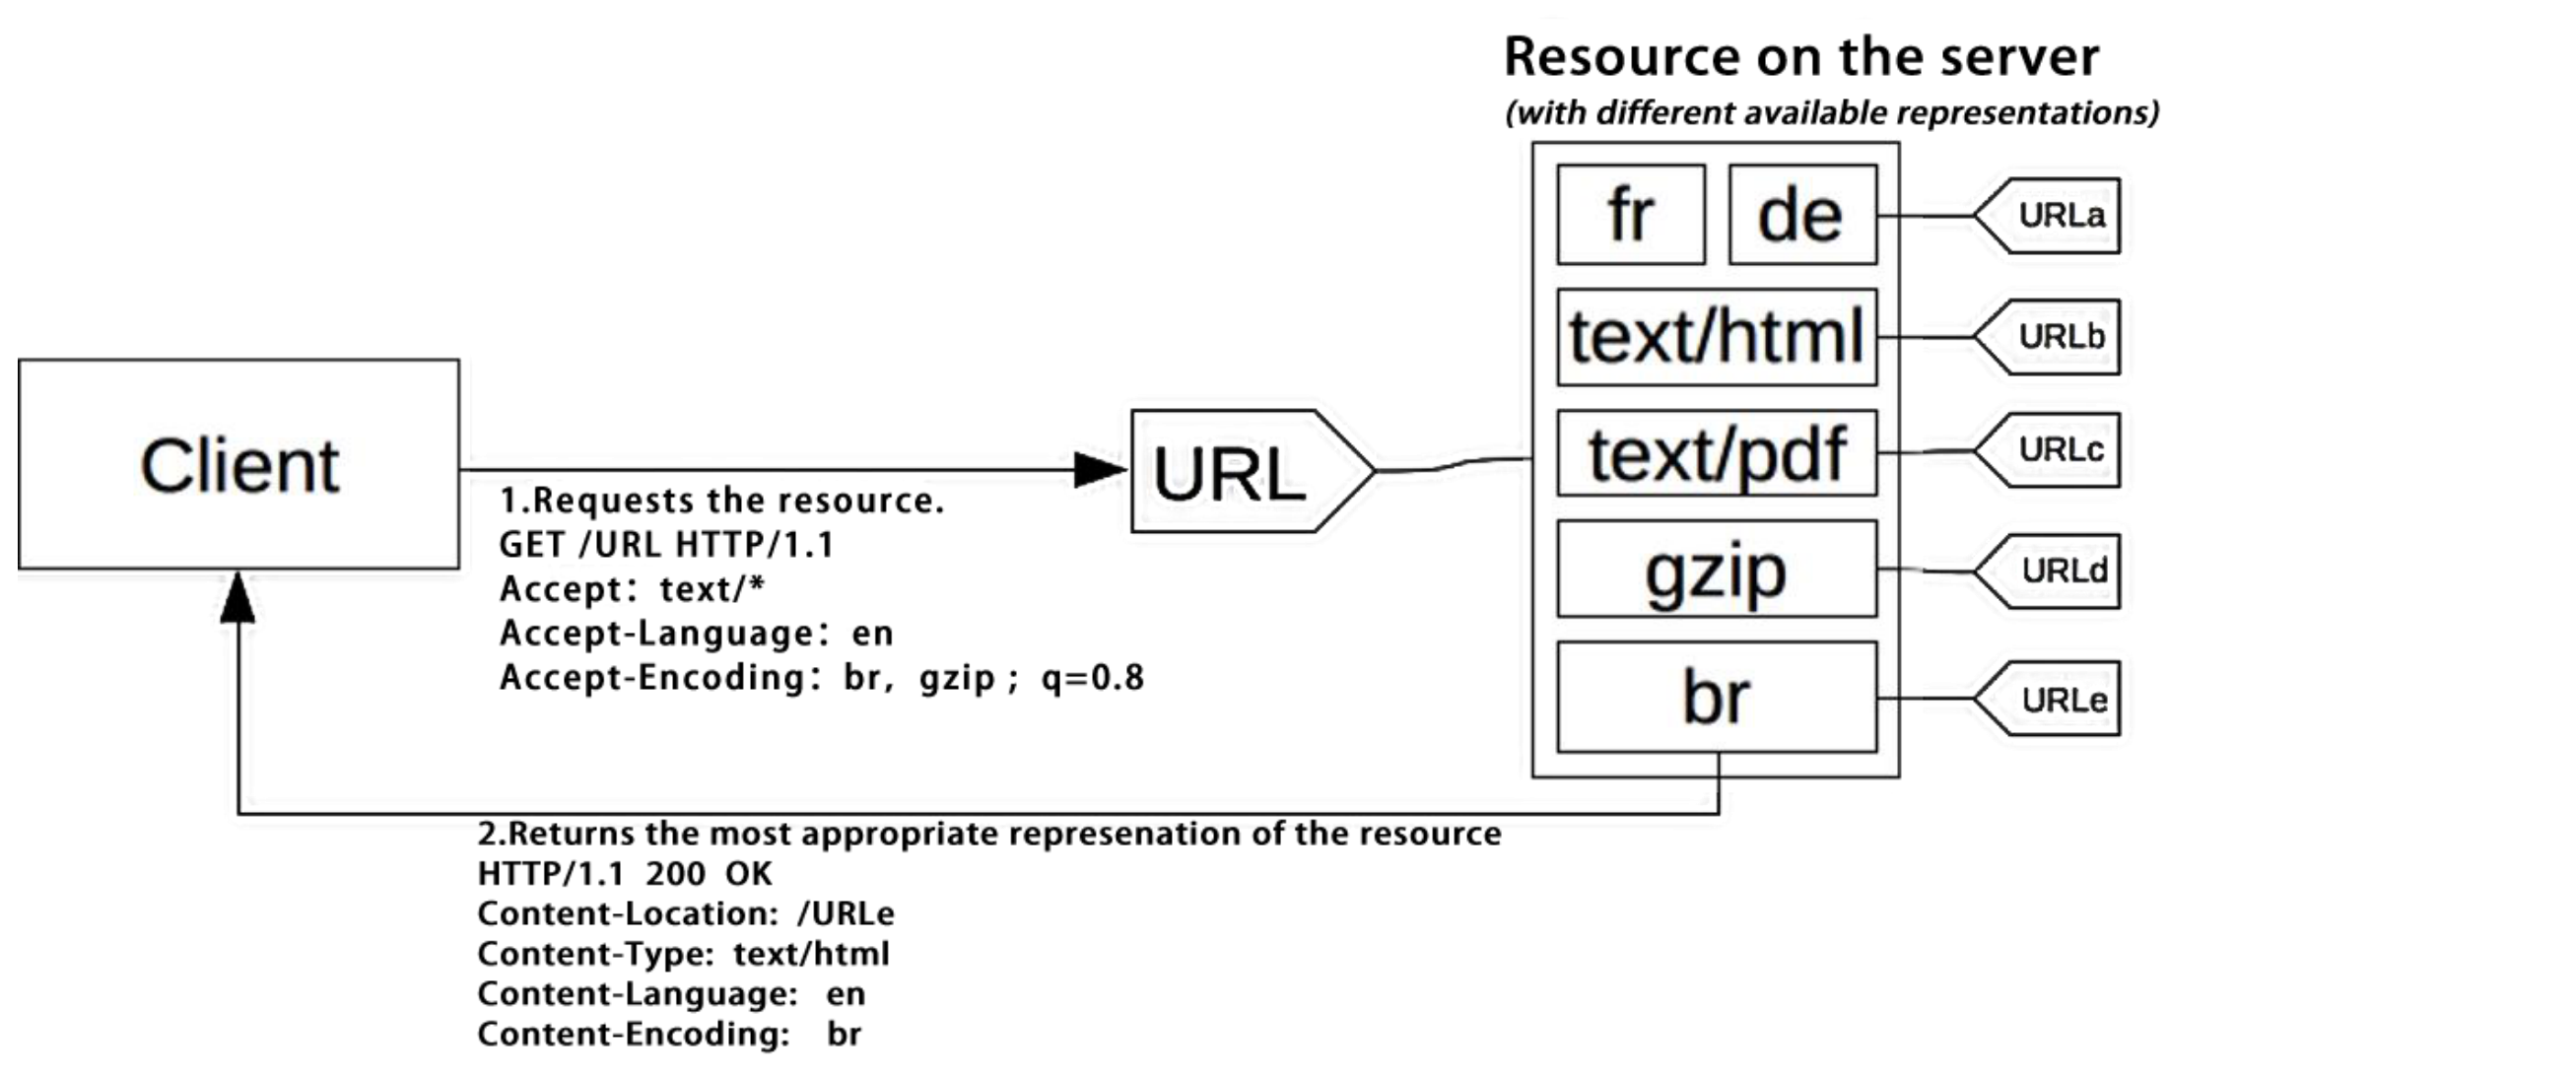 Resource on the server
(with different available representations)
fr
de
URLa
text/html
URLb
Client
URL
text/pdf
URLc
1.Requests the resource.
GET /URL HTTP/1.1
Accept: text/*
Accept-Language: en
Accept-Encoding: br, gzip ; q=0.8
gzip
URLd
br
URLe
2.Returns the most appropriate represenation of the resource
HTTP/1.1 200 OK
Content-Location: /URLe
Content-Type: text/html
Content-Language: en
Content-Encoding: br